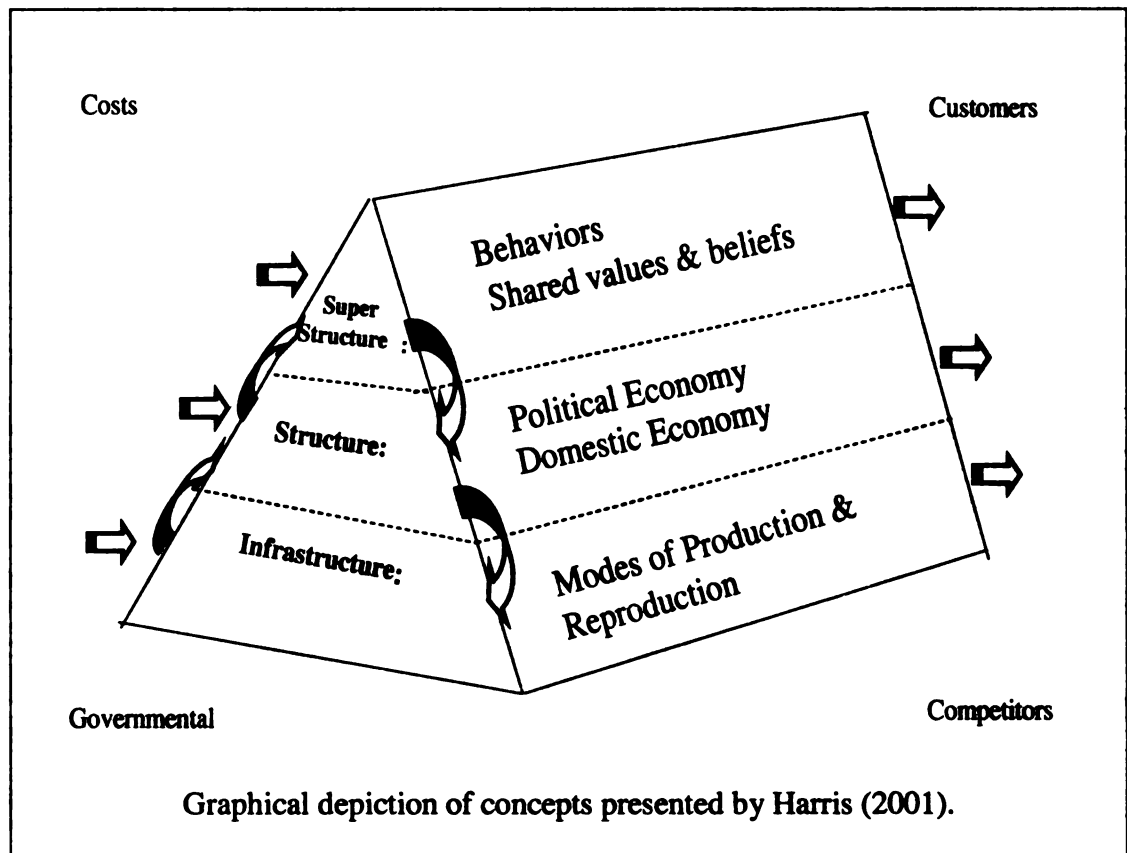 Costs
Customers
Behaviors
Shared values & beliefs
Super
Structure :
Political Economy
Domestic Economy
Structure:
Modes of Production &
Reproduction
Infrastructure:
Governmental
Competitors
Graphical depiction of concepts presented by Harris (2001).